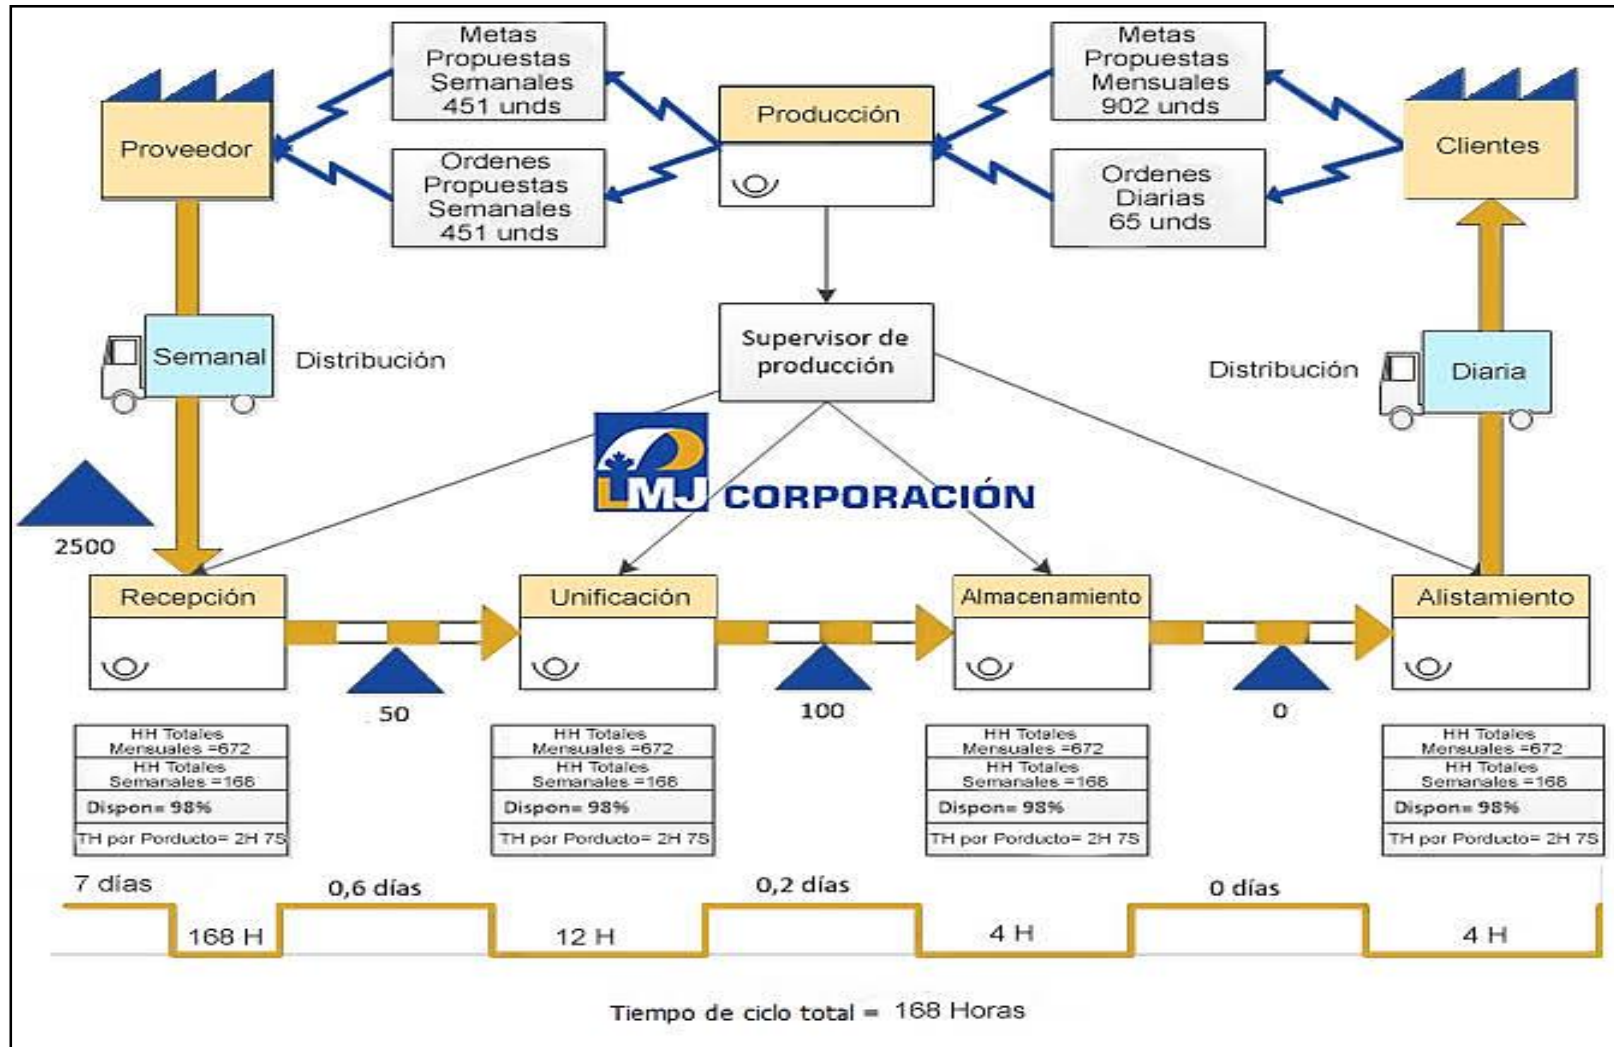 Metas
Propuestas
Semanales
451 unds
Metas
Propuestas
Mensuales
902 unds
Proveedor
Producción
Clientes
Ordenes
Propuestas
Semanales
451 unds
Ordenes
Diarias
65 unds
Semanal
Distribución
Supervisor de
producción
Distribución
Diaria
LMJ CORPORACIÓN
2500
Recepción
Unificación
Almacenamiento
Alistamiento
50
100
0
HH Totales
Mensuales =672
HH Totales
Semanales =168
Dispon= 98%
TH por Porducto= 2H 7S
HH Totales
Mensuales =672
HH Totales
Semanales =168
Dispon= 98%
TH por Porducto= 2H 7S
HH Totales
Mensuales =672
HH Totales
Semanales =168
Dispon= 98%
TH por Porducto= 2H 7S
HH Totales
Mensuales =672
HH Totales
Semanales =168
Dispon= 98%
TH por Porducto= 2H 7S
7 días
0,6 días
0,2 días
0 días
168 H
12 H
4 H
4 H
Tiempo de ciclo total = 168 Horas